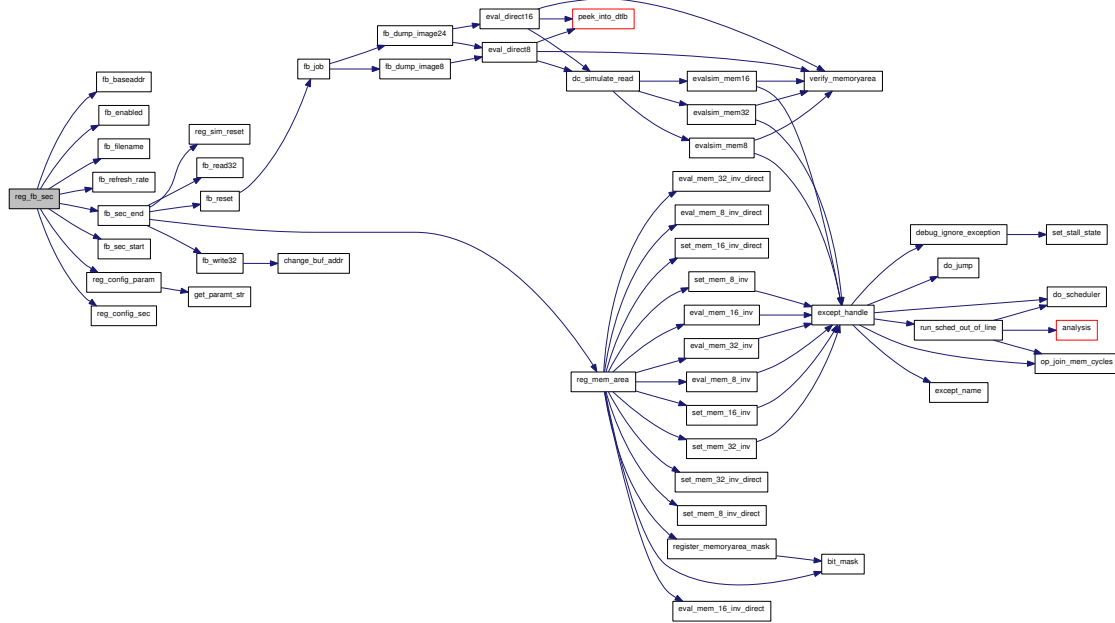 reg_fb_sec
fb_baseaddr
fb_enabled
fb_filename
fb_refresh_rate
fb_sec_end
fb_sec_start
reg_config_param
reg_config_sec
reg_sim_reset
fb_read32
fb_reset
fb_write32
get_paramt_str
change_buf_addr
fb_job
fb_dump_image24
fb_dump_image8
eval_direct16
eval_direct8
peek_into_dtlb
dc_simulate_read
evalsim_mem16
evalsim_mem32
evalsim_mem8
verify_memoryarea
reg_mem_area
eval_mem_32_inv_direct
eval_mem_8_inv_direct
set_mem_16_inv_direct
set_mem_8_inv
eval_mem_16_inv
eval_mem_32_inv
eval_mem_8_inv
set_mem_16_inv
set_mem_32_inv
set_mem_32_inv_direct
set_mem_8_inv_direct
register_memoryarea_mask
eval_mem_16_inv_direct
bit_mask
except_handle
debug_ignore_exception
do_jump
run_sched_out_of_line
except_name
set_stall_state
do_scheduler
analysis
op_join_mem_cycles